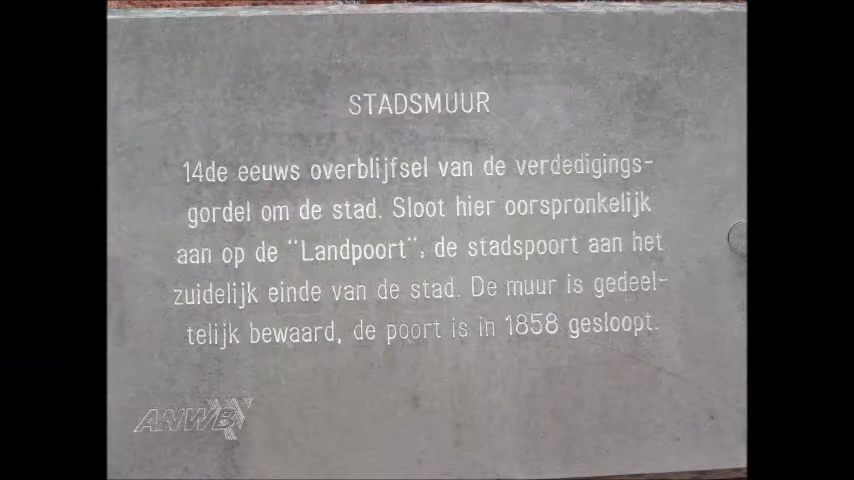 STADSMUUR
14de eeuws overblijfsel van de verdedigings-
gordel om de stad. Sloot hier oorspronkelijk
aan op de "Landpoort", de stadspoort aan het
zuidelijk einde van de stad. De muur is gedeel-
telijk bewaard, de poort is in 1858 gesloopt.
ANWB